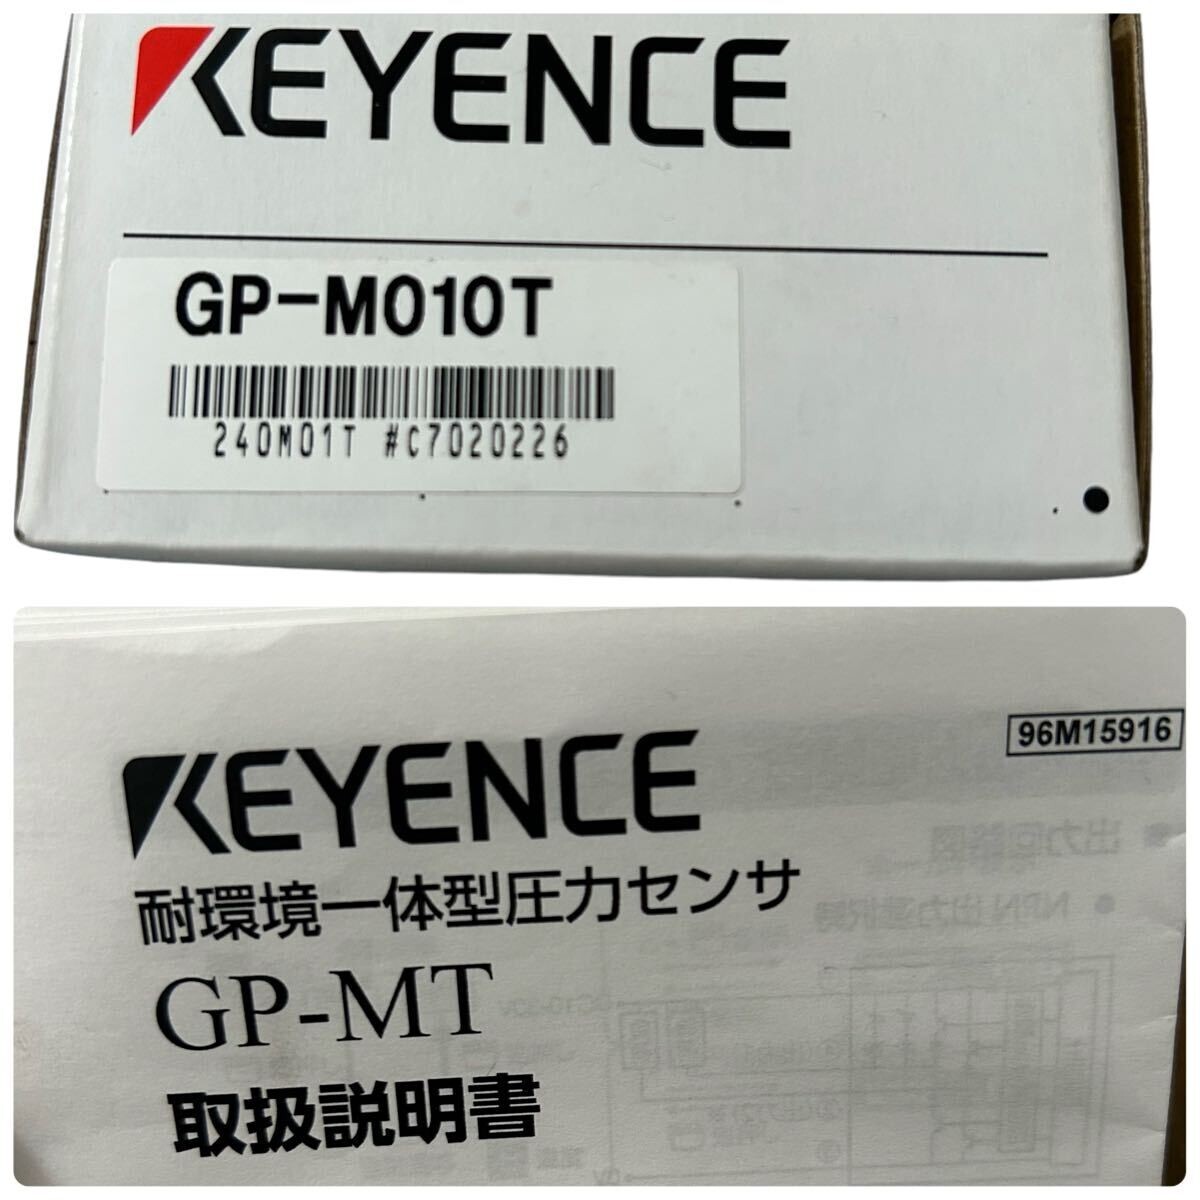 KEYENCE
GP-M010T
240M01T #C7020226
96M15916
KEYENCE
耐環境一体型圧力センサ
GP-MT
取扱説明書